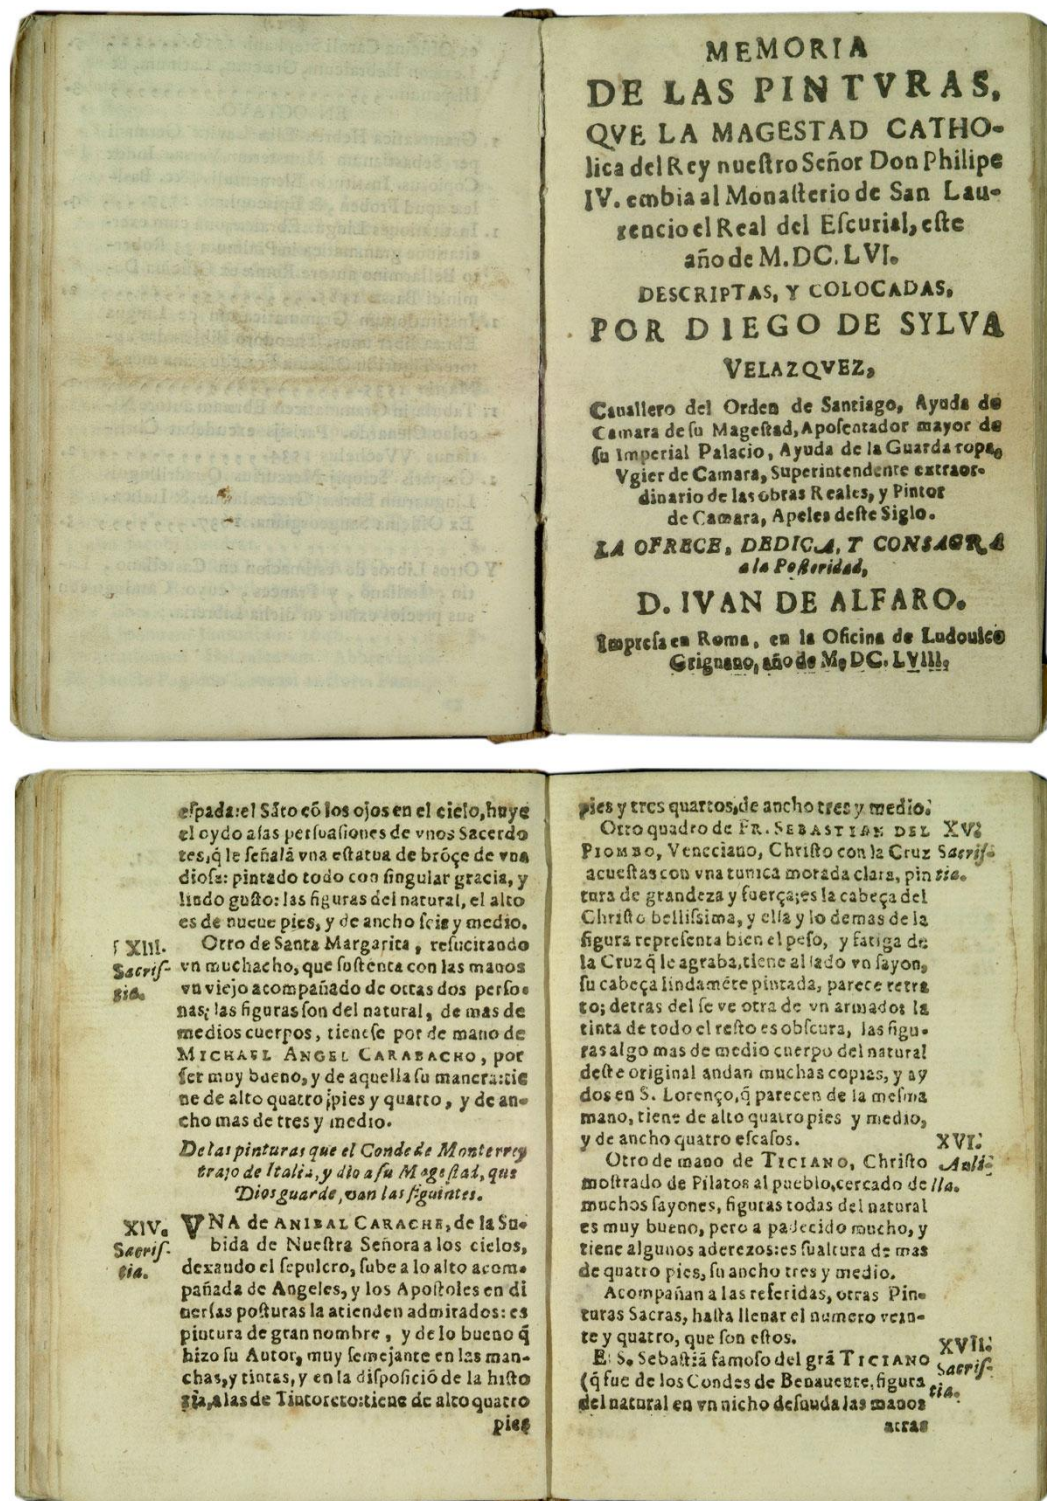 MEMORIA
DE LAS PINTVRAS,
QVE LA MAGESTAD CATHO-
lica del Rey nuestro Señor Don Philipe
IV. embia al Monasterio de San Lau-
rencio el Real del Escurial, este
año de M.DC.LVI.
DESCRIPTAS, Y COLOCADAS,
POR DIEGO DE SYLVA
VELAZQVEZ,
Cauallero del Orden de Santiago, Ayuda de
Camara de su Magestad, Aposentador mayor de
su Imperial Palacio, Ayuda de la Guarda ropa,
Vgier de Camara, Superintendente extraor-
dinario de las obras Reales, y Pintor
de Camara, Apeles deste Siglo.
LA OFRECE, DEDICA, Y CONSAGRA
a la Posteridad,
D. IVAN DE ALFARO.
Impressa en Roma, en la Oficina de Ludouico
Grignano, año de M.DC.LVIII.
espada: el Sãto cõ los ojos en el cielo, huye
el oydo a las persuasiones de vnos Sacerdo
tes, q̃ le señalã vna estatua de brõçe de vna
diosa: pintado todo con singular gracia, y
lindo gusto: las figuras del natural, el alto
es de nueue pies, y de ancho seis y medio.
XIII.
Sacris-
tia.
Otro de Santa Margarita, resucitando
vn muchacho, que sustenta con las manos
vn viejo acompañado de otras dos perso-
nas; las figuras son del natural, de mas de
medios cuerpos, tienese por de mano de
MICHAEL ANGEL CARABACHO, por
ser muy bueno, y de aquella su manera: tie
ne de alto quatro pies y quarto, y de an-
cho mas de tres y medio.
De las pinturas que el Conde de Monterrey
trajo de Italia, y dio a su Magestad, que
Dios guarde, van las siguintes.
XIV.
Sacris-
tia.
VNA de ANIBAL CARACHE, de la Su-
bida de Nuestra Señora a los cielos,
dexando el sepulcro, sube a lo alto acom-
pañada de Angeles, y los Apostoles en di
uersas posturas la atienden admirados: es
pintura de gran nombre, y de lo bueno q̃
hizo su Autor, muy semejante en las man-
chas, y tintas, y en la disposiciõ de la histo
ria, a las de Tintoreto: tiene de alto quatro
pies
pies y tres quartos, de ancho tres y medio.
Otro quadro de FR. SEBASTIAN DEL
PIOMBO, Veneciano, Christo con la Cruz
acuestas con vna tunica morada clara, pin
tura de grandeza y fuerça; es la cabeça del
Christo bellissima, y ella y lo demas de la
figura representa bien el peso, y fatiga de
la Cruz q̃ le agraba, tiene al lado vn sayon,
su cabeça lindamẽte pintada, parece retra
to; detras del se ve otra de vn armado: la
tinta de todo el resto es obscura, las figu-
ras algo mas de medio cuerpo del natural
deste original andan muchas copias, y ay
dos en S. Lorenço, q̃ parecen de la mesma
mano, tiene de alto quatro pies y medio,
y de ancho quatro escasos.
XV.
Sacris-
tia.
Otro de mano de TICIANO, Christo
mostrado de Pilatos al pueblo, cercado de
muchos sayones, figuras todas del natural
es muy bueno, pero a padecido mucho, y
tiene algunos aderezos: es su altura de mas
de quatro pies, su ancho tres y medio.
XVI.
Acompañan a las referidas, otras Pin-
turas Sacras, hasta llenar el numero vein-
te y quatro, que son estos.
E. S. Sebastiã famoso del grã TICIANO
(q̃ fue de los Condes de Benauente, figura
del natural en vn nicho desnuda las manos
atras
XVII.
Sacris-
tia.